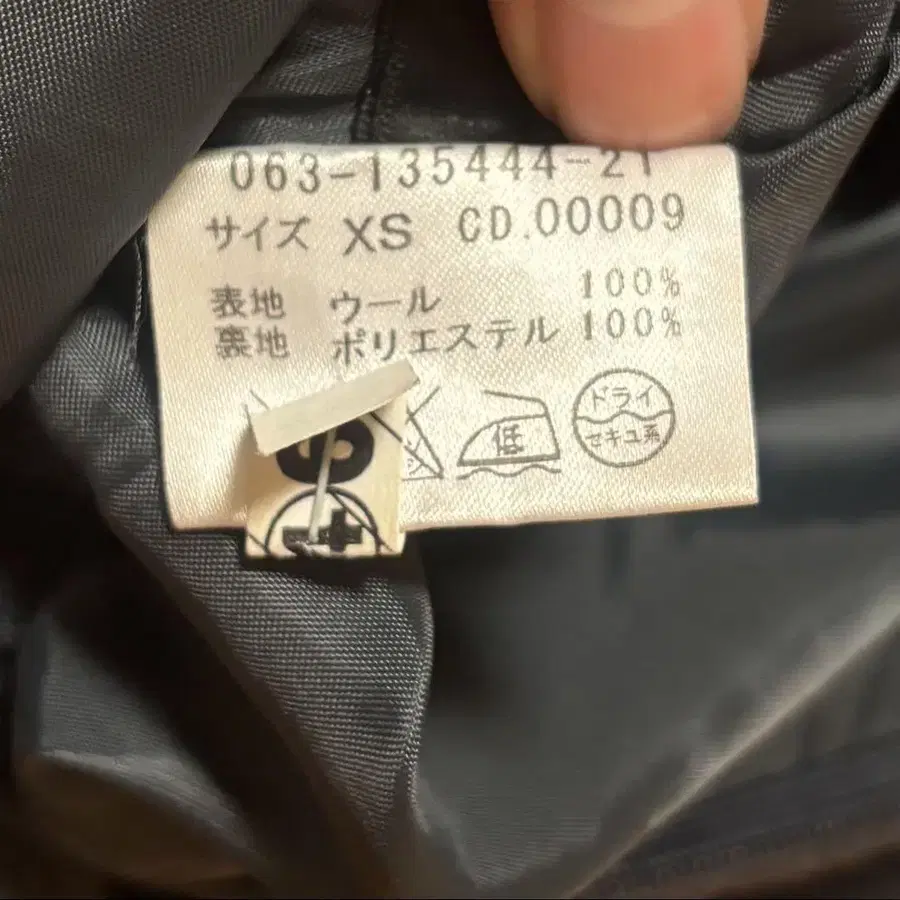 063-135444-21
サイズ XS CD.00009
表地 ウール 100%
裏地 ポリエステル 100%
低
ドライ
セキユ系